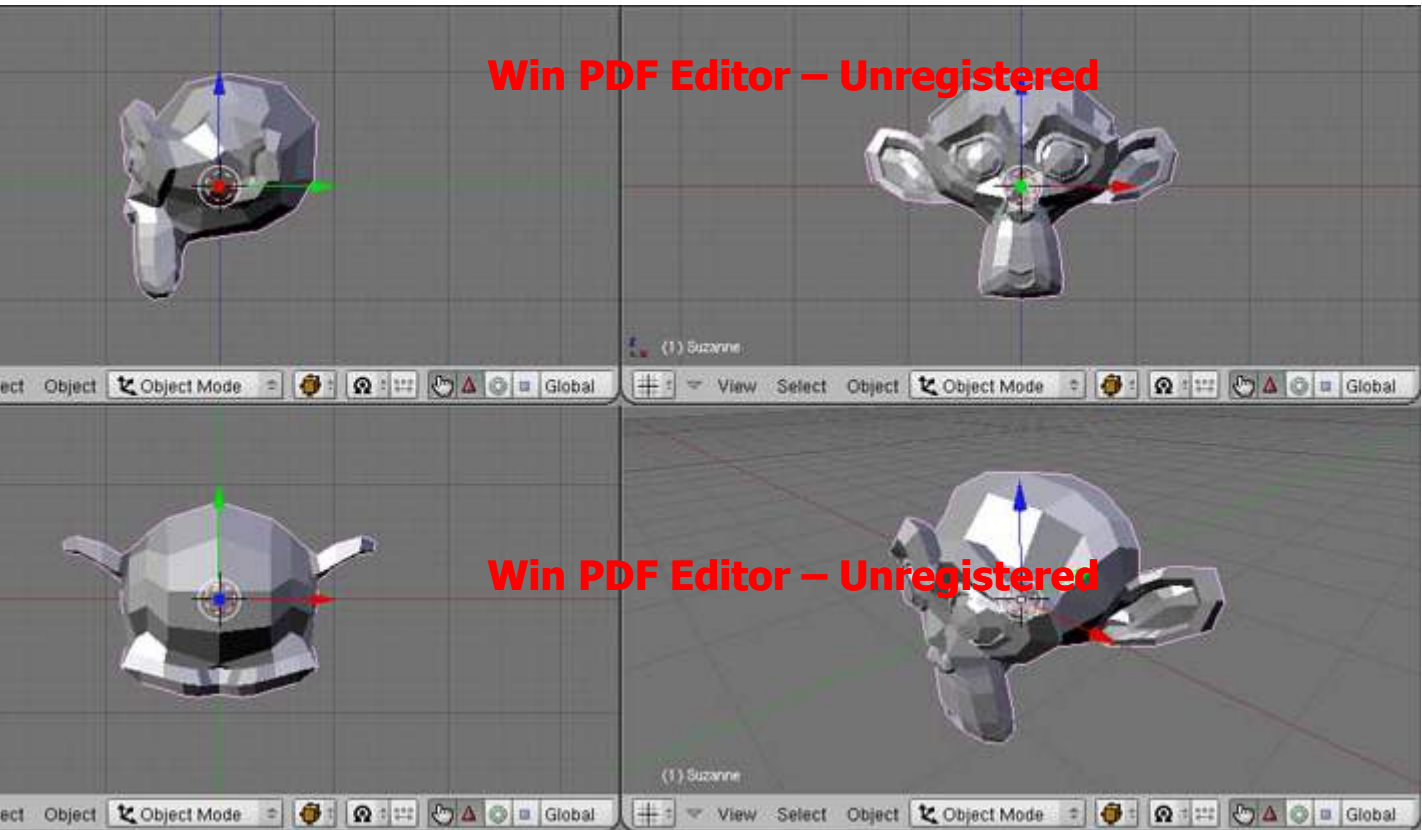 Win PDF Editor – Unregistered
(1) Suzanne
ect Object Object Mode Global
View Select Object Object Mode Global
Win PDF Editor – Unregistered
(1) Suzanne
ect Object Object Mode Global
View Select Object Object Mode Global